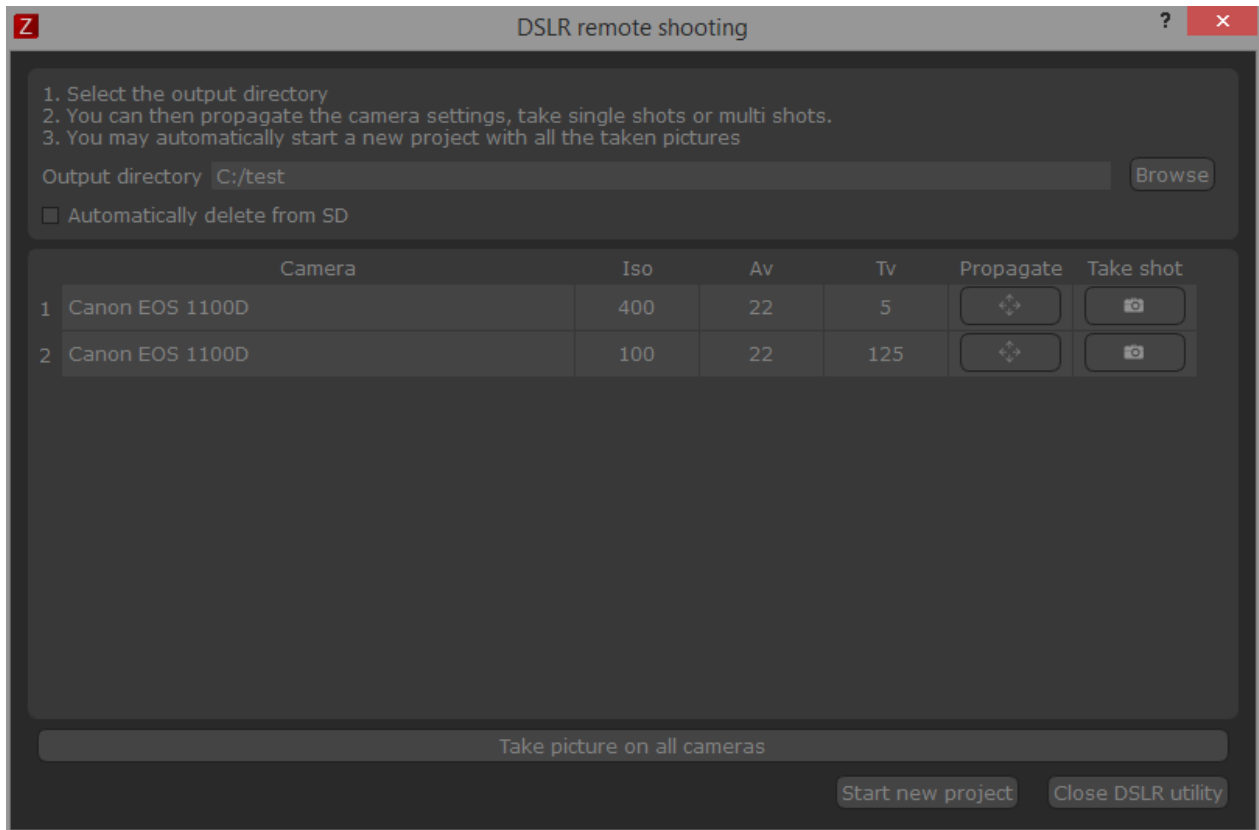 Z DSLR remote shooting ? ×
1. Select the output directory
2. You can then propagate the camera settings, take single shots or multi shots.
3. You may automatically start a new project with all the taken pictures
Output directory C:/test Browse
Automatically delete from SD
Camera Iso Av Tv Propagate Take shot
1 Canon EOS 1100D 400 22 5
2 Canon EOS 1100D 100 22 125
Take picture on all cameras
Start new project Close DSLR utility